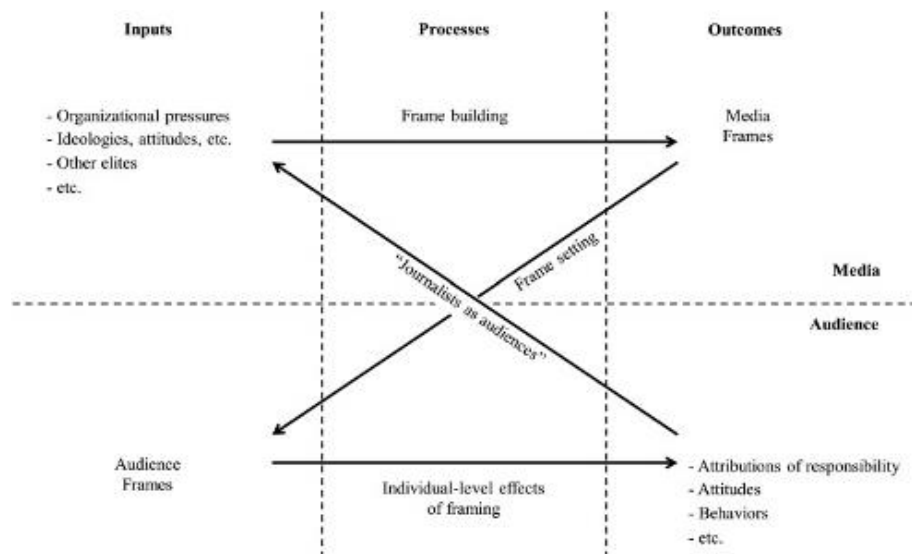 Inputs
Processes
Outcomes
- Organizational pressures
- Ideologies, attitudes, etc.
- Other elites
- etc.
Frame building
Media
Frames
Frame setting
"Journalists as audiences"
Media
Audience
Audience
Frames
Individual-level effects
of framing
- Attributions of responsibility
- Attitudes
- Behaviors
- etc.